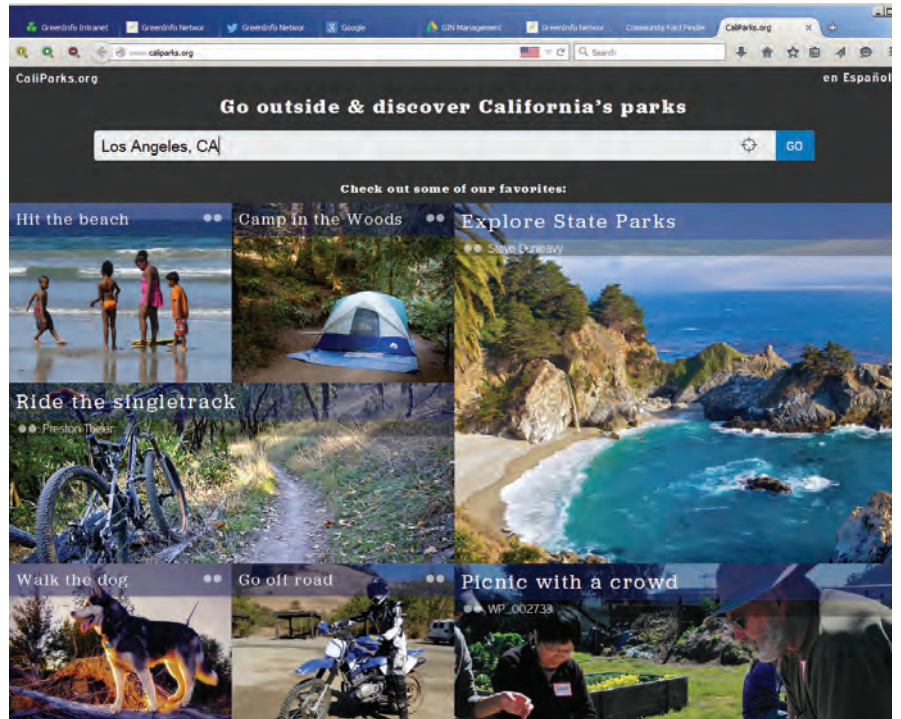 GreenInfo Intranet
GreenInfo Networ
GreenInfo Networ
Google
GIN Management
GreenInfo Networ
Community Fact Finder
CaliParks.org
www.caliparks.org
Search
CaliParks.org
en Español
Go outside & discover California's parks
Los Angeles, CA
GO
Check out some of our favorites:
Hit the beach
Camp in the Woods
Explore State Parks
Steve Dunleavy
Ride the singletrack
Preston
Walk the dog
Go off road
Picnic with a crowd
WP_002733